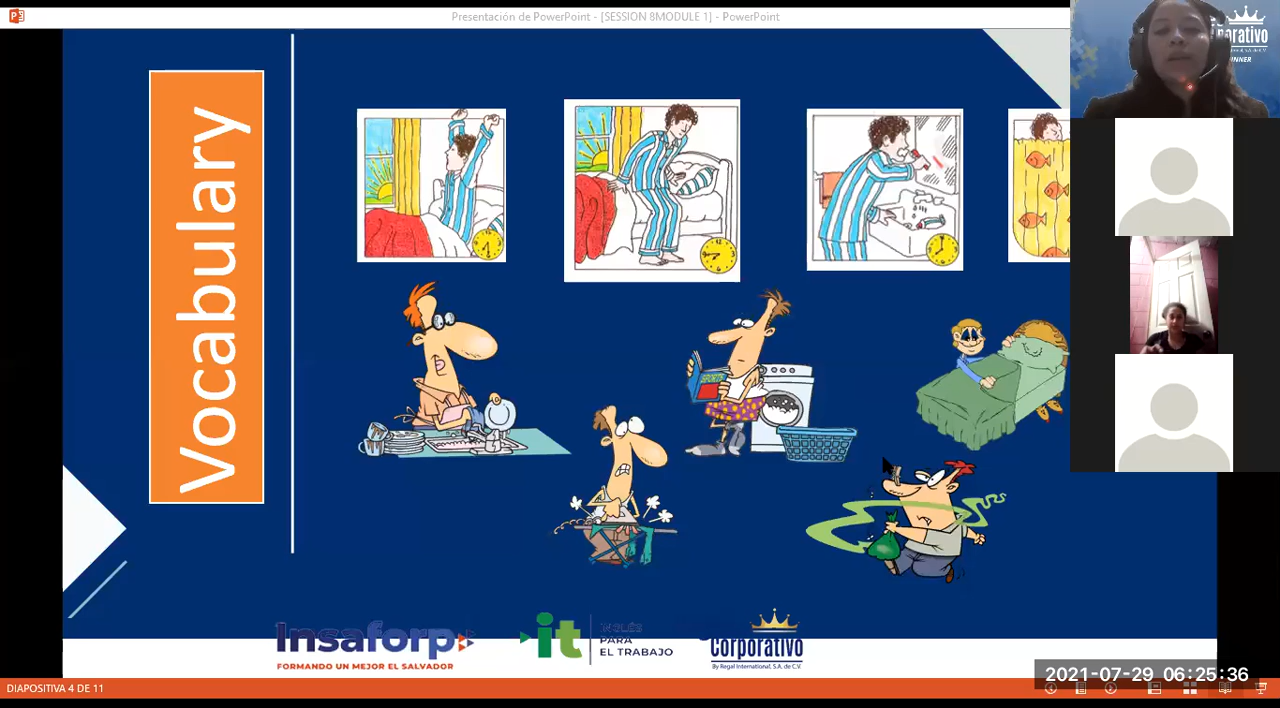 Presentación de PowerPoint - [SESSION 8MODULE 1] - PowerPoint
Vocabulary
Insaforp
FORMANDO UN MEJOR EL SALVADOR
it
INGLÉS
PARA
EL TRABAJO
Corporativo
By Regal International, S.A. de C.V
2021-07-29 06:25:36
DIAPOSITIVA 4 DE 11